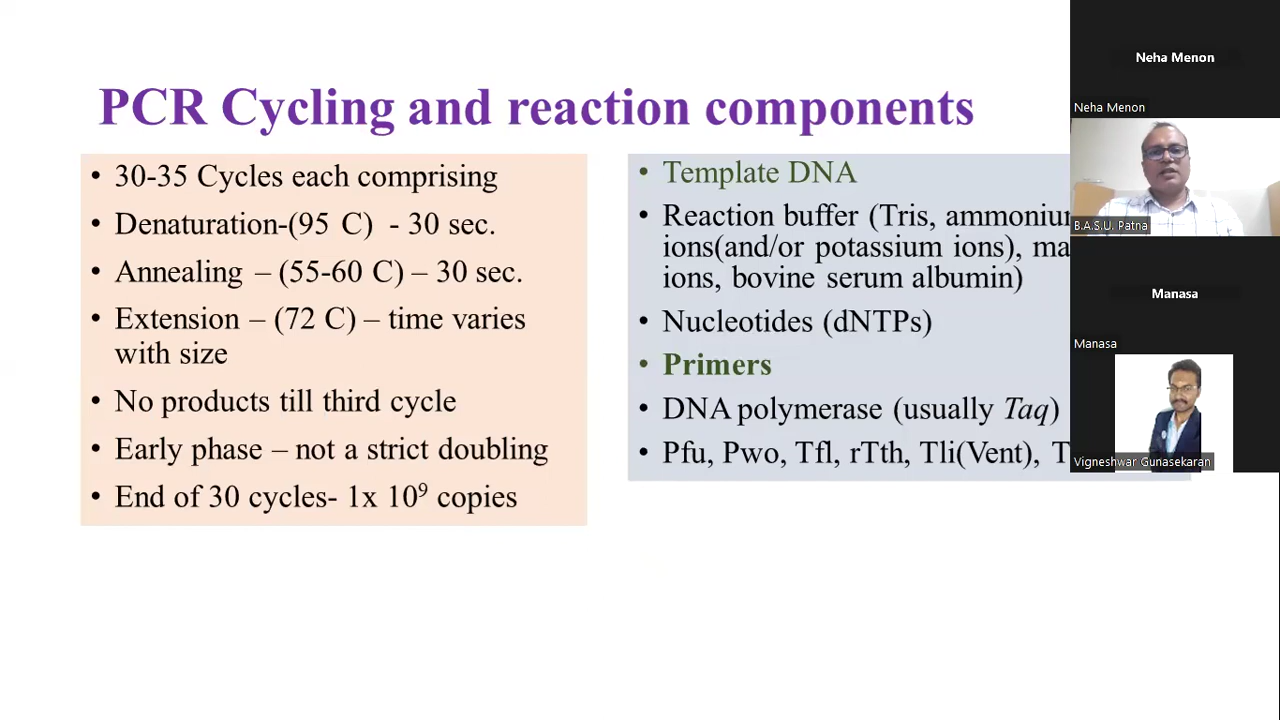 PCR Cycling and reaction components
• 30-35 Cycles each comprising
• Denaturation-(95 C) - 30 sec.
• Annealing – (55-60 C) – 30 sec.
• Extension – (72 C) – time varies
with size
• No products till third cycle
• Early phase – not a strict doubling
• End of 30 cycles- 1x 10⁹ copies
• Template DNA
• Reaction buffer (Tris,
ions(and/or potassium ions),
ions, bovine serum albumin)
• Nucleotides (dNTPs)
• Primers
• DNA polymerase (usually Taq)
• Pfu, Pwo, Tfl, rTth, Tli(Vent),
Neha Menon
Neha Menon
B.A.S.U. Patna
Manasa
Manasa
Vigneshwar Gunasekaran